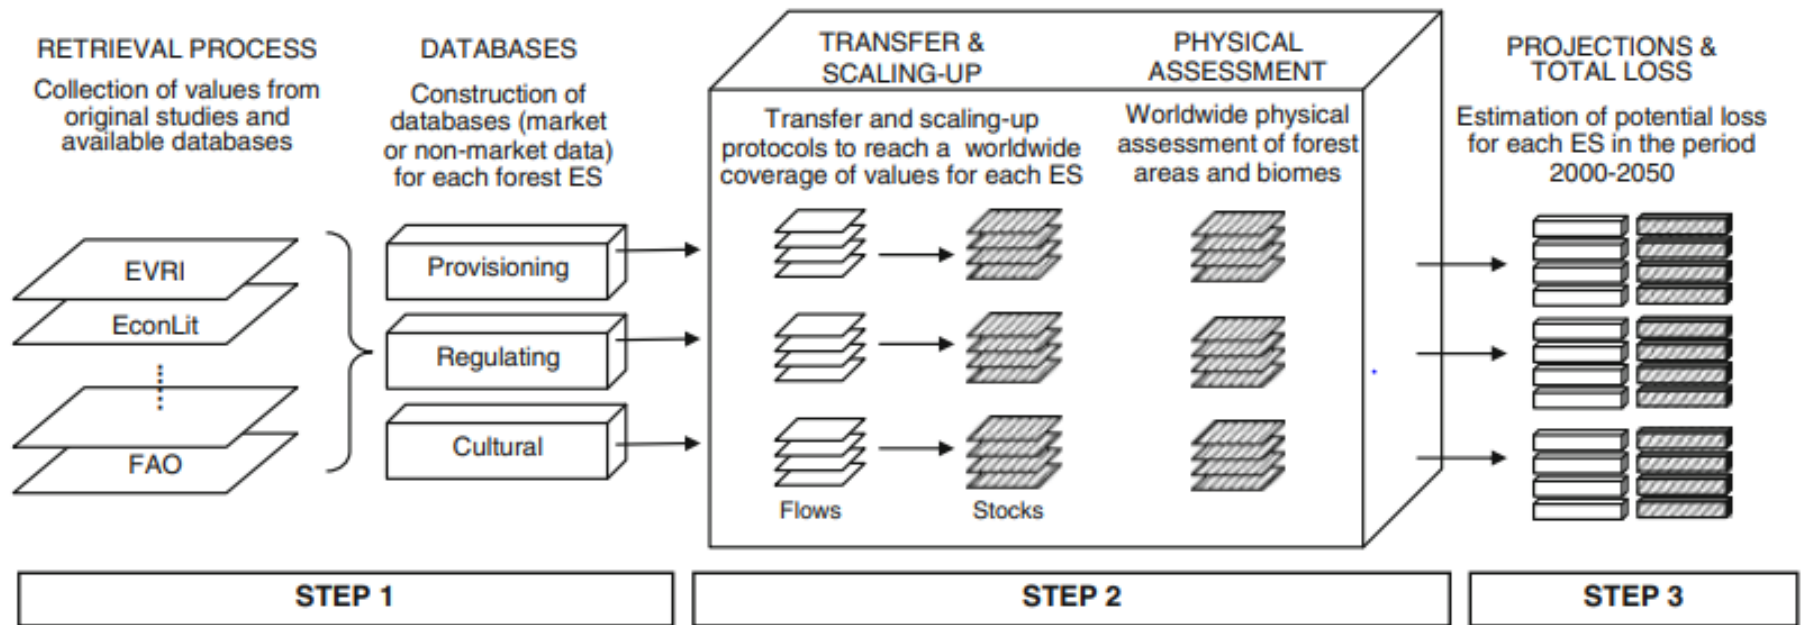 RETRIEVAL PROCESS
Collection of values from
original studies and
available databases
EVRI
EconLit
FAO
DATABASES
Construction of
databases (market
or non-market data)
for each forest ES
Provisioning
Regulating
Cultural
TRANSFER &
SCALING-UP
Transfer and scaling-up
protocols to reach a worldwide
coverage of values for each ES
Flows
Stocks
PHYSICAL
ASSESSMENT
Worldwide physical
assessment of forest
areas and biomes
PROJECTIONS &
TOTAL LOSS
Estimation of potential loss
for each ES in the period
2000-2050
STEP 1
STEP 2
STEP 3